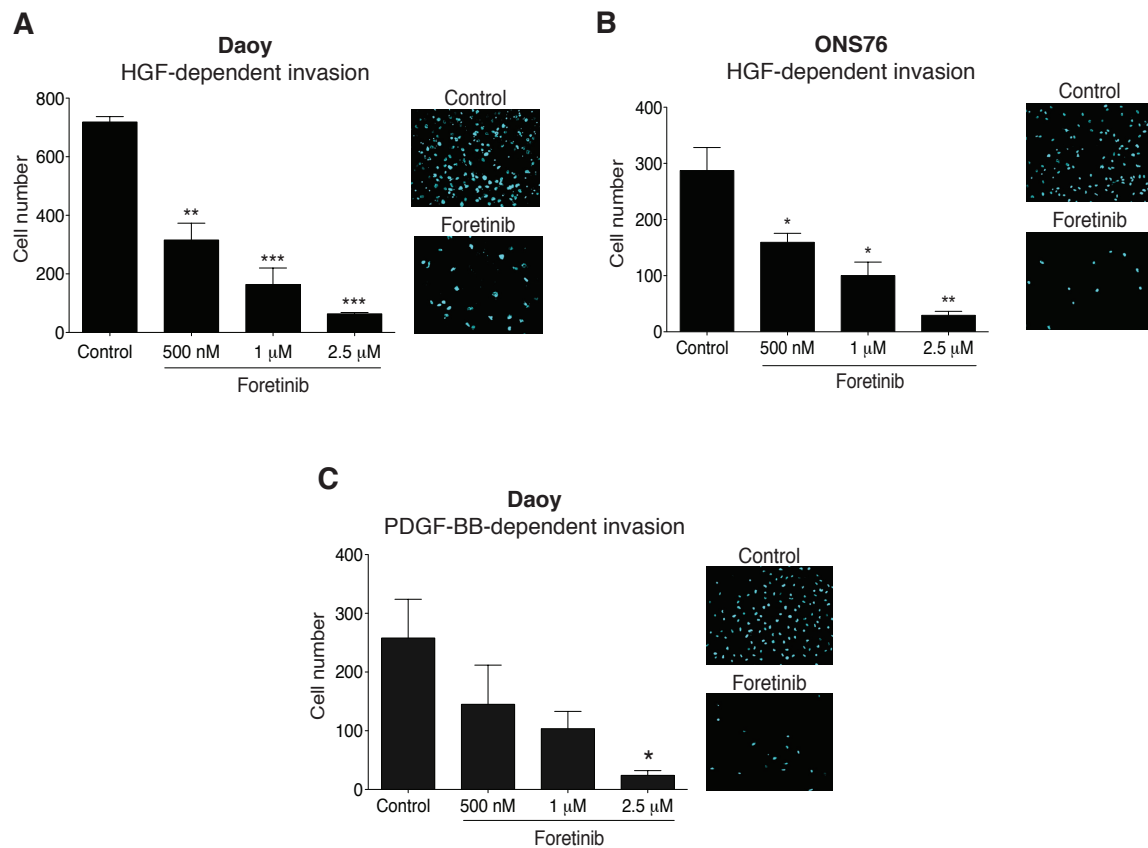 A
Daoy
HGF-dependent invasion
800
600
400
200
0
Cell number
**
***
***
Control
500 nM
1 μM
2.5 μM
Foretinib
Control
Foretinib
B
ONS76
HGF-dependent invasion
400
300
200
100
0
Cell number
*
*
**
Control
500 nM
1 μM
2.5 μM
Foretinib
Control
Foretinib
C
Daoy
PDGF-BB-dependent invasion
400
300
200
100
0
Cell number
*
Control
500 nM
1 μM
2.5 μM
Foretinib
Control
Foretinib